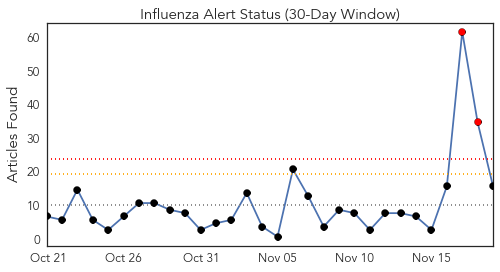 Influenza Alert Status (30-Day Window)
Articles Found
60
50
40
30
20
10
0
Oct 21
Oct 26
Oct 31
Nov 05
Nov 10
Nov 15